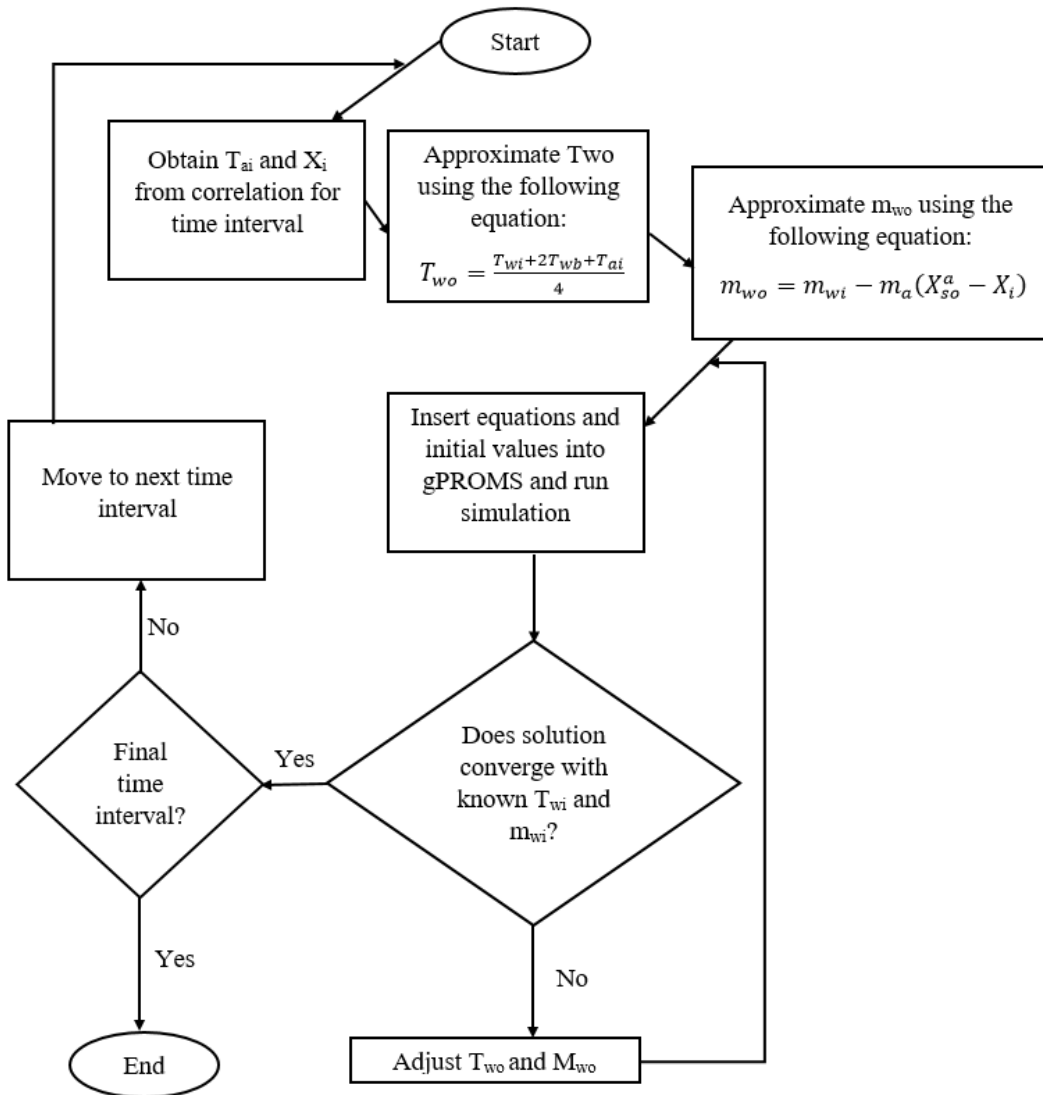 Start
Obtain T_ai and X_i
from correlation for
time interval
Approximate Two
using the following
equation:
T_wo = (T_wi+2T_wb+T_ai)/4
Approximate m_wo using the
following equation:
m_wo = m_wi − m_a(X_so^a − X_i)
Insert equations and
initial values into
gPROMS and run
simulation
Does solution
converge with
known T_wi and
m_wi?
No
Adjust T_wo and M_wo
Yes
Final
time
interval?
No
Move to next time
interval
Yes
End